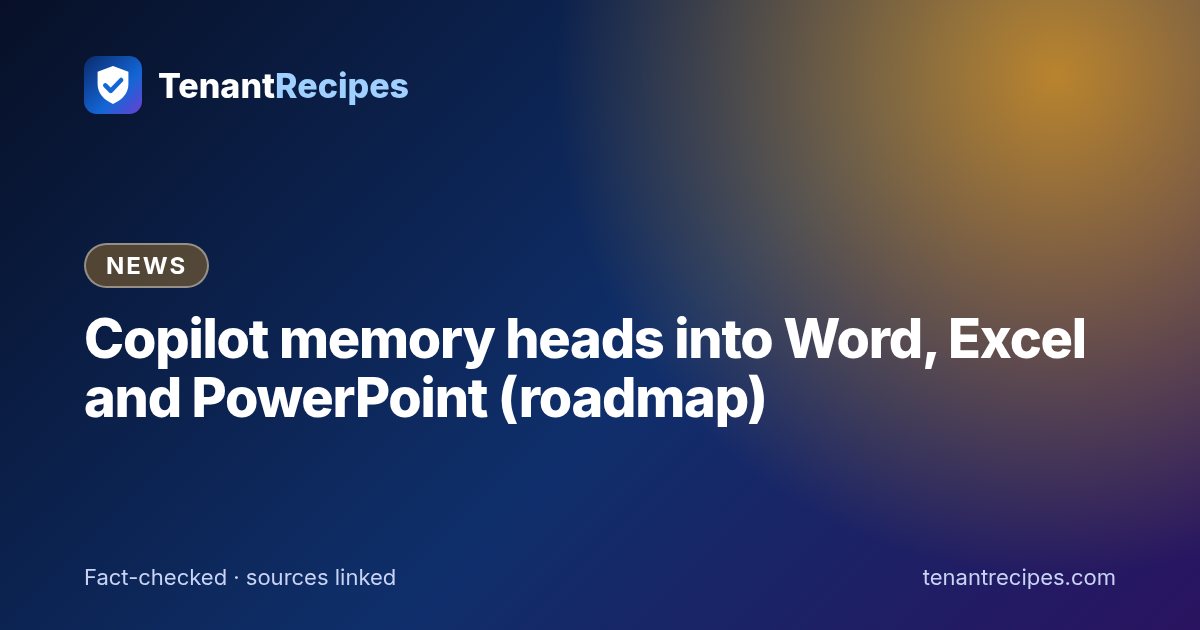 TenantRecipes
NEWS
Copilot memory heads into Word, Excel
and PowerPoint (roadmap)
Fact-checked · sources linked
tenantrecipes.com